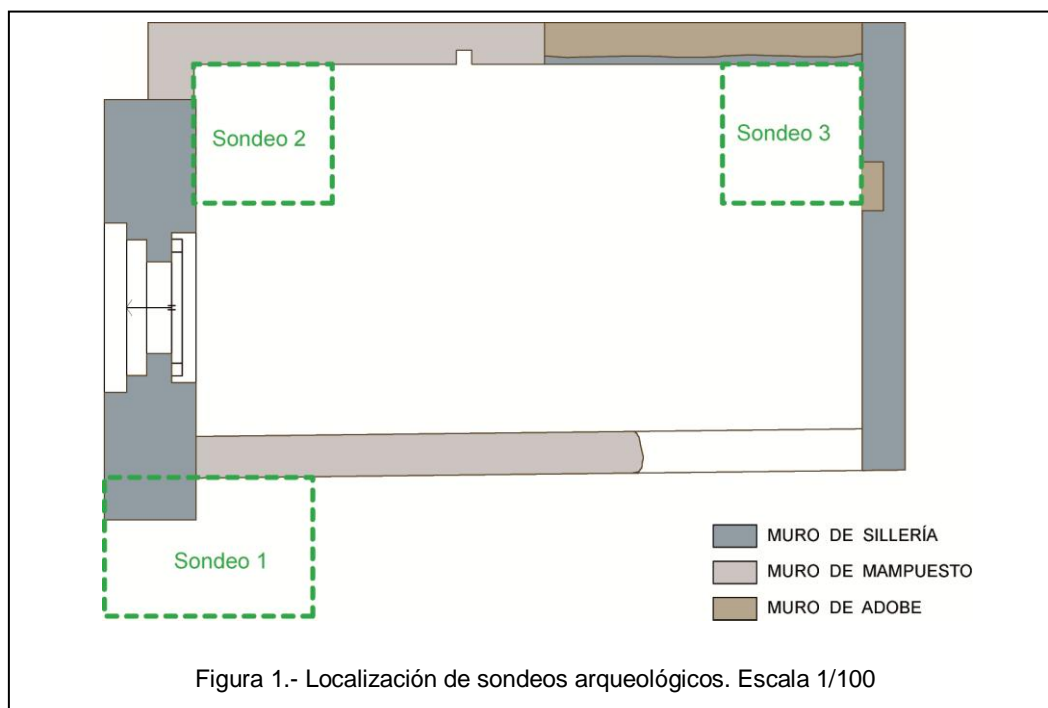 Sondeo 2
Sondeo 3
Sondeo 1
MURO DE SILLERÍA
MURO DE MAMPUESTO
MURO DE ADOBE
Figura 1.- Localización de sondeos arqueológicos. Escala 1/100